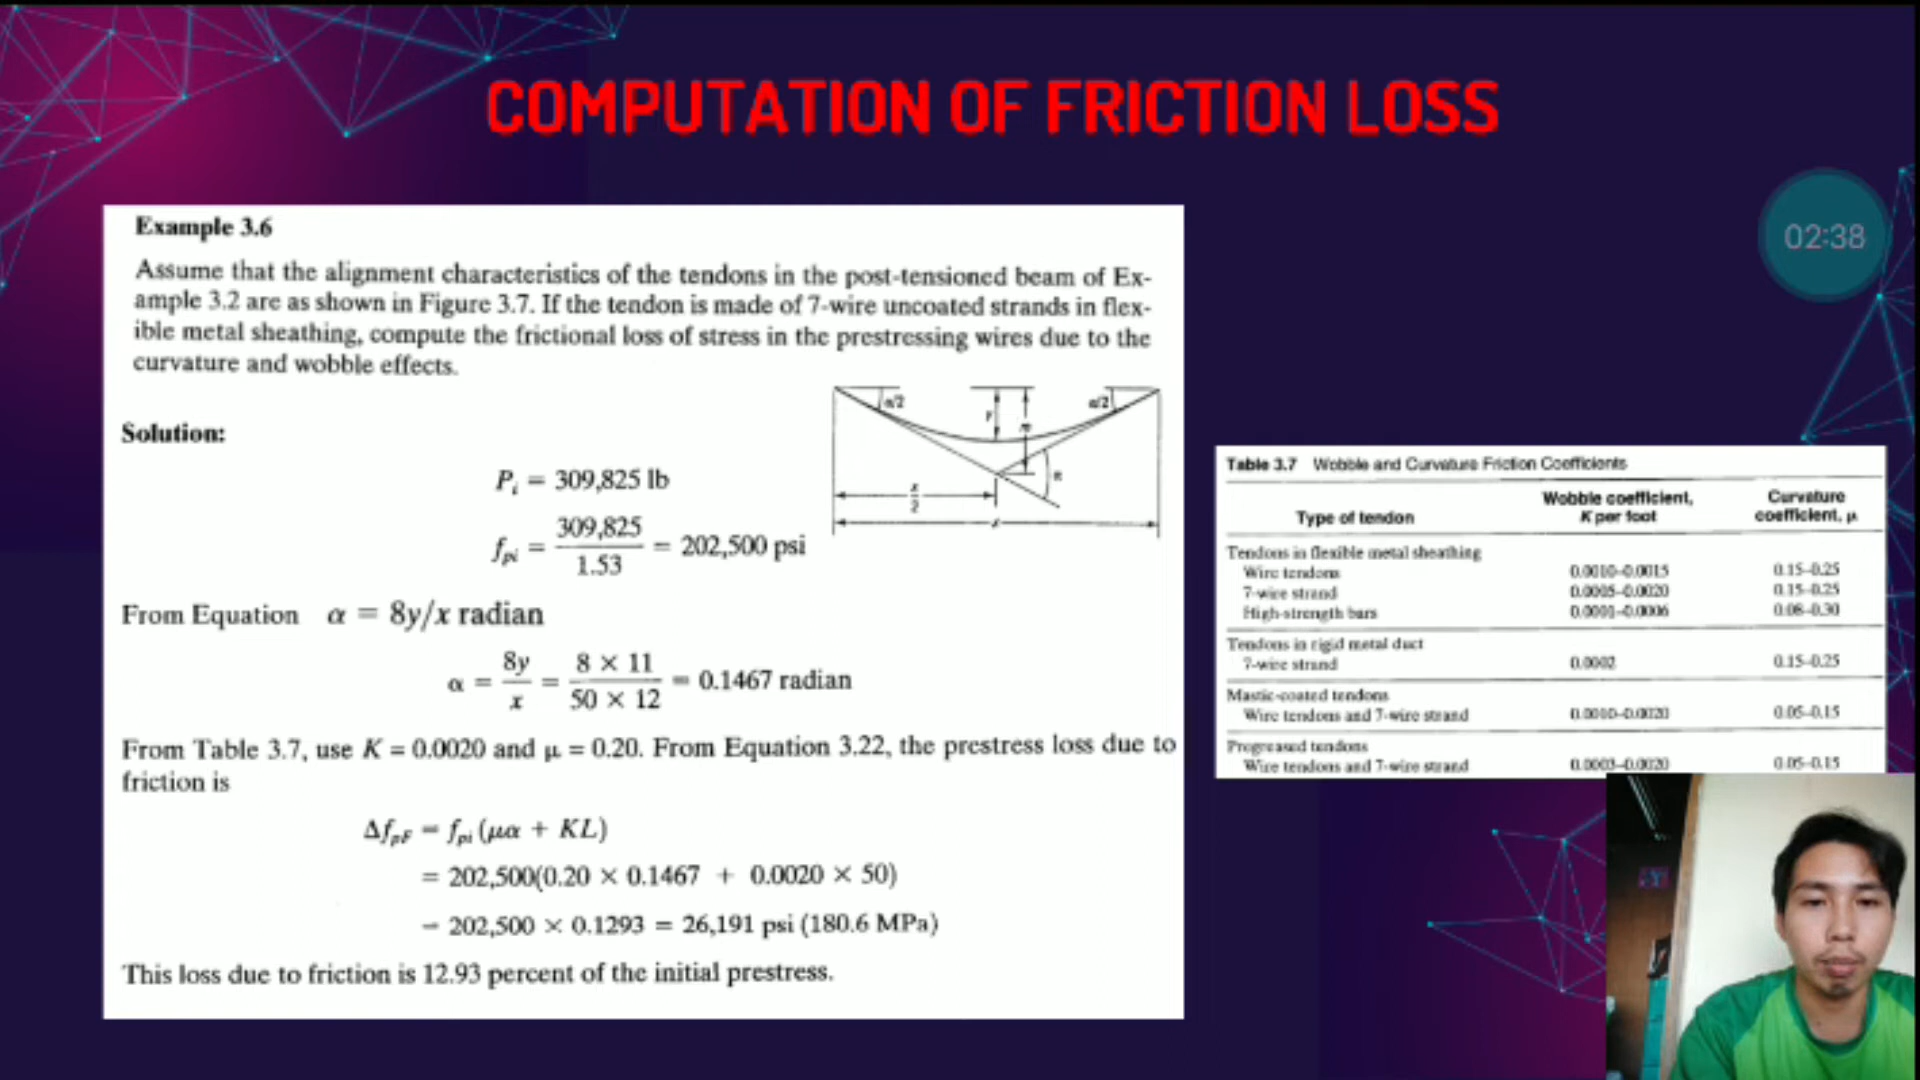 COMPUTATION OF FRICTION LOSS
02:38
Example 3.6
Assume that the alignment characteristics of the tendons in the post-tensioned beam of Ex-
ample 3.2 are as shown in Figure 3.7. If the tendon is made of 7-wire uncoated strands in flex-
ible metal sheathing, compute the frictional loss of stress in the prestressing wires due to the
curvature and wobble effects.
α/2 y m α/2
α
x/2
x
Solution:
Pᵢ = 309,825 lb
f_pi = 309,825 / 1.53 = 202,500 psi
From Equation α = 8y/x radian
α = 8y / x = 8 × 11 / 50 × 12 = 0.1467 radian
From Table 3.7, use K = 0.0020 and μ = 0.20. From Equation 3.22, the prestress loss due to
friction is
Δf_pF = f_pi (μα + KL)
= 202,500(0.20 × 0.1467 + 0.0020 × 50)
= 202,500 × 0.1293 = 26,191 psi (180.6 MPa)
This loss due to friction is 12.93 percent of the initial prestress.
Table 3.7 Wobble and Curvature Friction Coefficients
Type of tendon Wobble coefficient, K per foot Curvature coefficient, μ
Tendons in flexible metal sheathing
Wire tendons 0.0010–0.0015 0.15–0.25
7-wire strand 0.0005–0.0020 0.15–0.25
High-strength bars 0.0001–0.0006 0.08–0.30
Tendons in rigid metal duct
7-wire strand 0.0002 0.15–0.25
Mastic-coated tendons
Wire tendons and 7-wire strand 0.0010–0.0020 0.05–0.15
Pregreased tendons
Wire tendons and 7-wire strand 0.0003–0.0020 0.05–0.15